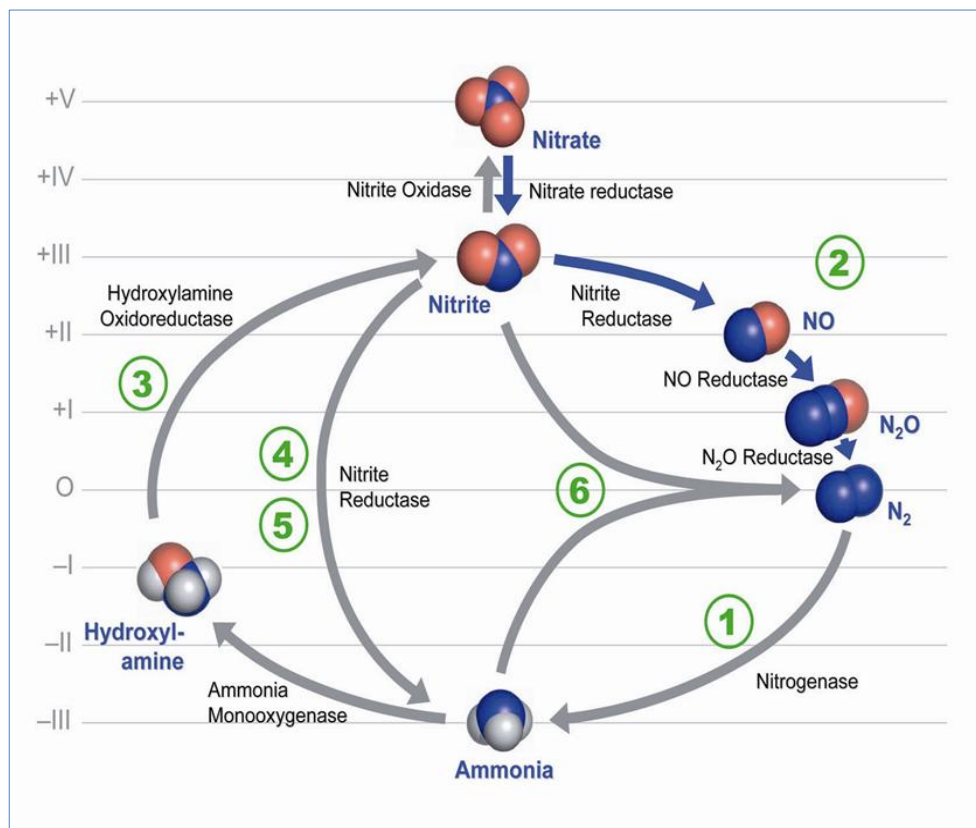 +V
Nitrate
+IV
Nitrite Oxidase
Nitrate reductase
+III
2
Hydroxylamine
Oxidoreductase
Nitrite
Nitrite
Reductase
NO
+II
3
NO Reductase
+I
N₂O
4
Nitrite
Reductase
N₂O Reductase
O
6
N₂
5
–I
1
Hydroxyl-
amine
–II
Nitrogenase
Ammonia
Monooxygenase
–III
Ammonia